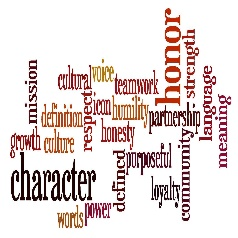 mission
cultural
voice
teamwork
honor
strength
definition
respect
icon
humility
partnership
language
meaning
growth
culture
honesty
character
defined
purposeful
loyalty
community
words
power